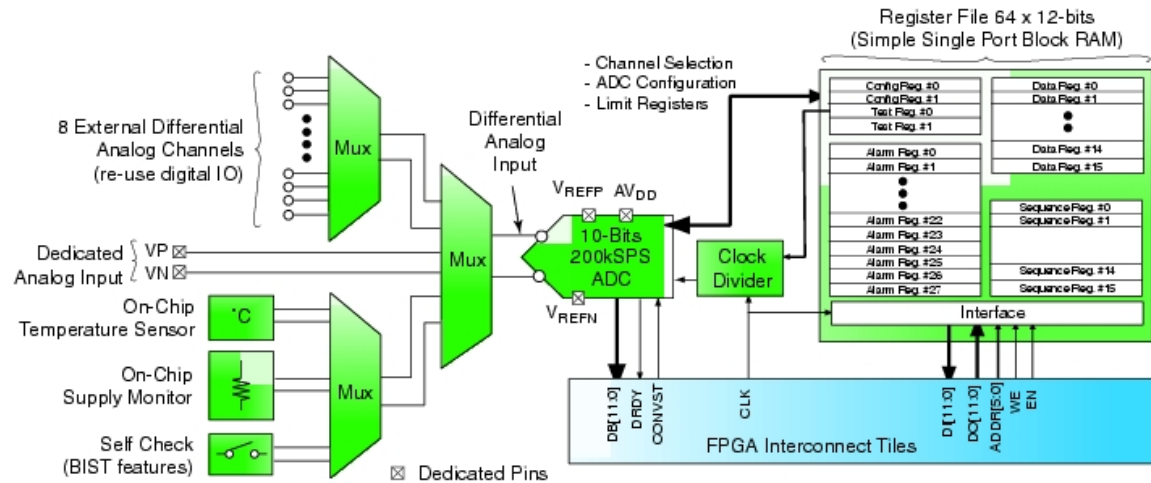 Register File 64 x 12-bits
(Simple Single Port Block RAM)
- Channel Selection
- ADC Configuration
- Limit Registers
Config Reg. #0
Config Reg. #1
Test Reg. #0
Test Reg. #1
Data Reg. #0
Data Reg. #1
Data Reg. #14
Data Reg. #15
Alarm Reg. #0
Alarm Reg. #1
Alarm Reg. #22
Alarm Reg. #23
Alarm Reg. #24
Alarm Reg. #25
Alarm Reg. #26
Alarm Reg. #27
Sequence Reg. #0
Sequence Reg. #1
Sequence Reg. #14
Sequence Reg. #15
Interface
8 External Differential
Analog Channels
(re-use digital IO)
Mux
Differential
Analog
Input
Mux
VREFP
AVDD
10-Bits
200kSPS
ADC
VREFN
Clock
Divider
Dedicated
Analog Input
VP
VN
On-Chip
Temperature Sensor
°C
On-Chip
Supply Monitor
Mux
Self Check
(BIST features)
Dedicated Pins
DB[11:0]
DRDY
CONVST
CLK
DI[11:0]
DO[11:0]
ADDR[5:0]
WE
EN
FPGA Interconnect Tiles